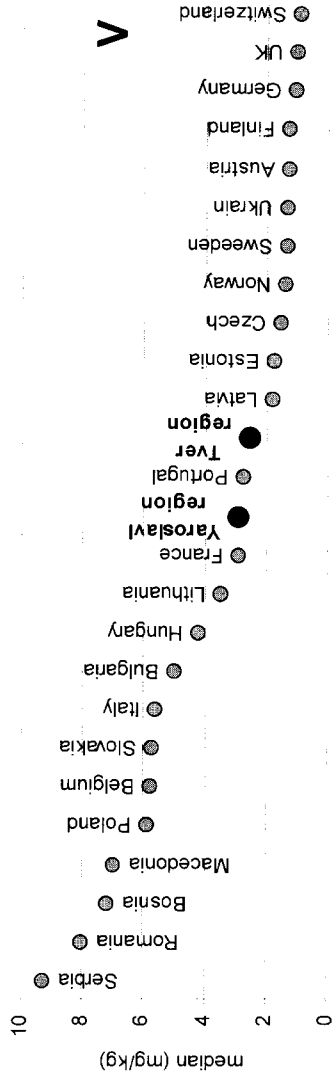 V
median (mg/kg)
10
8
6
4
2
0
Serbia
Romania
Bosnia
Macedonia
Poland
Belgium
Slovakia
Italy
Bulgaria
Hungary
Lithuania
France
Yaroslavl
region
Portugal
Tver
region
Latvia
Estonia
Czech
Norway
Sweeden
Ukrain
Austria
Finland
Germany
UK
Switzerland